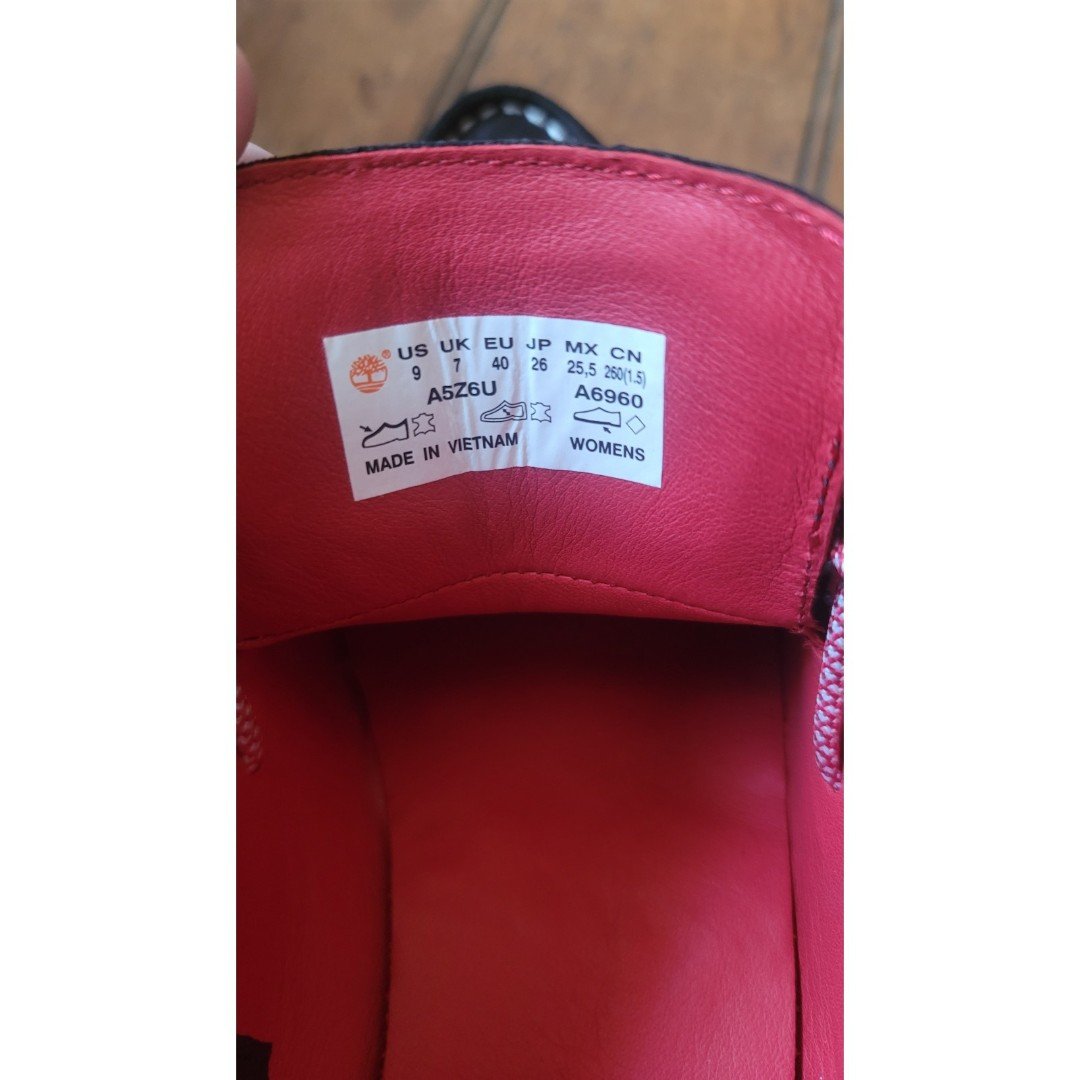 ® US UK EU JP MX CN
9 7 40 26 25,5 260(1.5)
A5Z6U A6960
MADE IN VIETNAM WOMENS